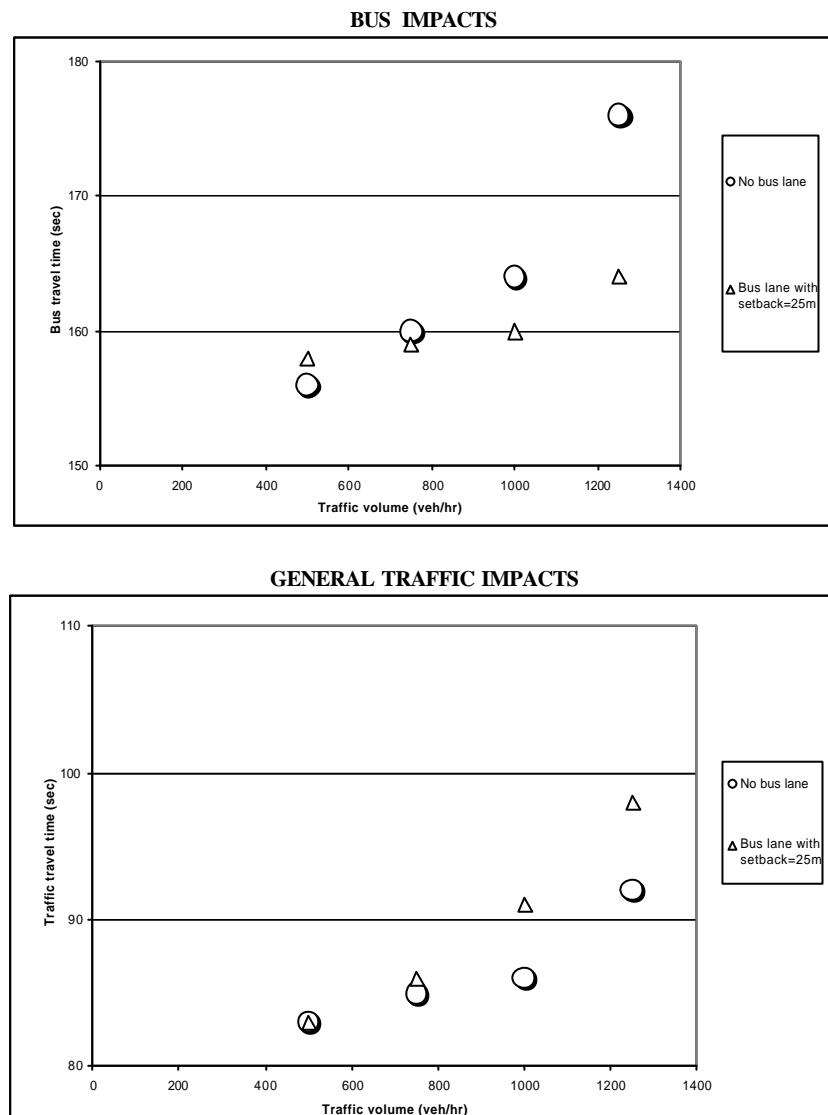 BUS IMPACTS
180
170
160
150
Bus travel time (sec)
0 200 400 600 800 1000 1200 1400
Traffic volume (veh/hr)
No bus lane
Bus lane with
setback=25m
GENERAL TRAFFIC IMPACTS
110
100
90
80
Traffic travel time (sec)
0 200 400 600 800 1000 1200 1400
Traffic volume (veh/hr)
No bus lane
Bus lane with
setback=25m